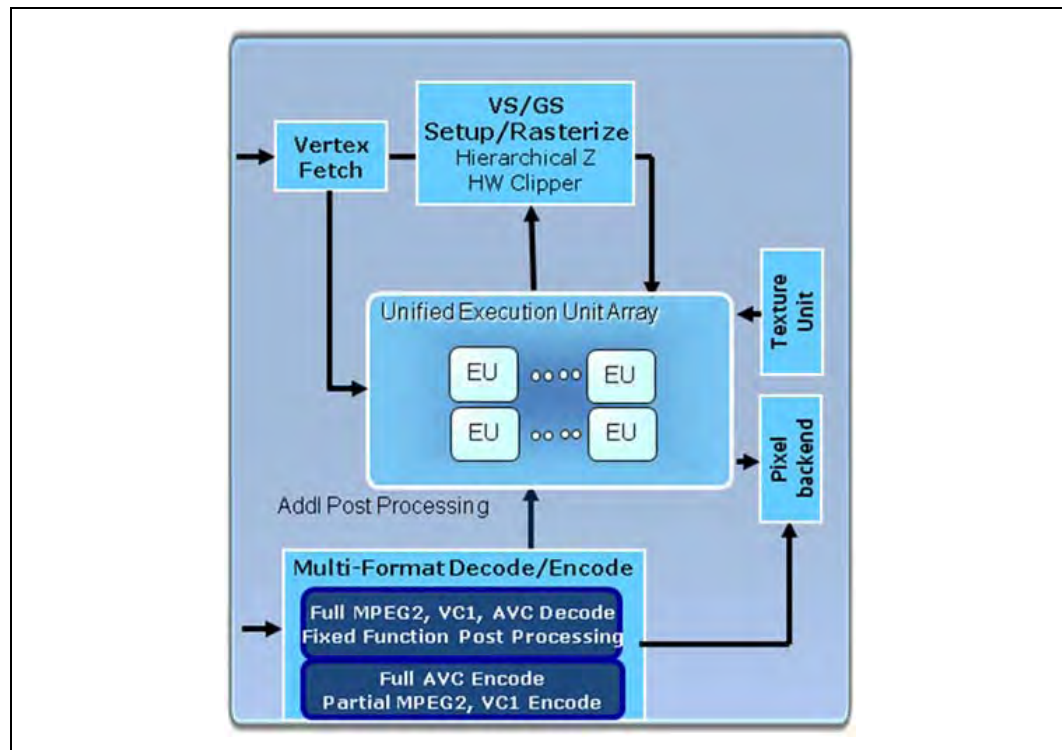 VS/GS
Setup/Rasterize
Hierarchical Z
HW Clipper
Vertex
Fetch
Unified Execution Unit Array
EU
EU
EU
EU
Texture
Unit
Pixel
backend
Addl Post Processing
Multi-Format Decode/Encode
Full MPEG2, VC1, AVC Decode
Fixed Function Post Processing
Full AVC Encode
Partial MPEG2, VC1 Encode